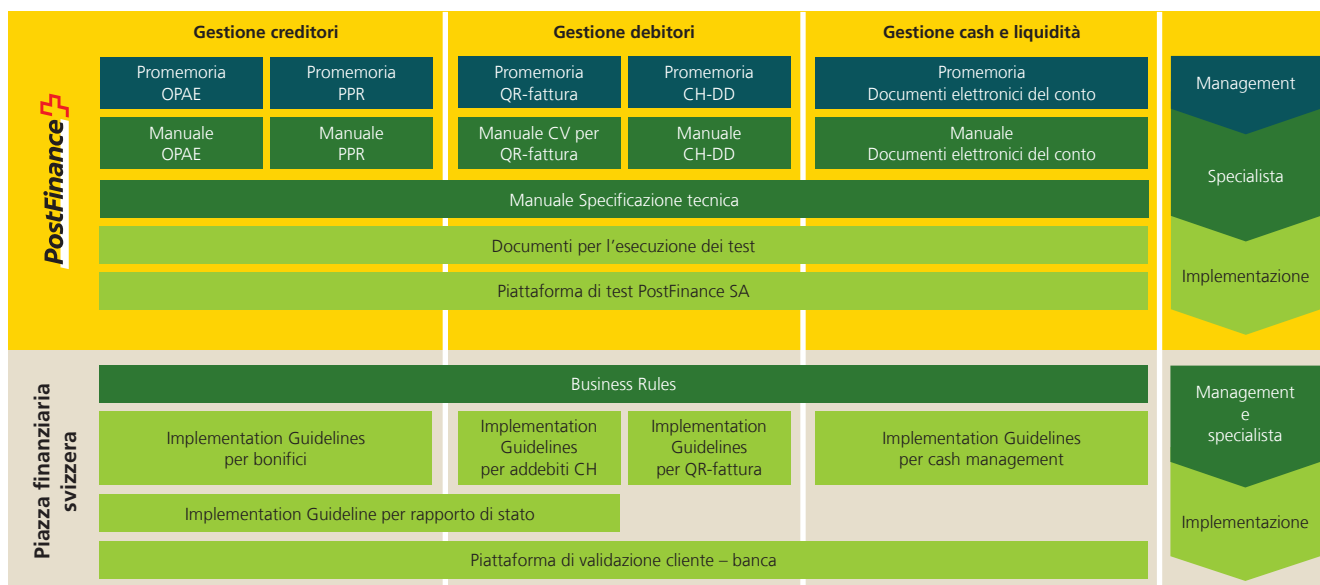 Gestione creditori
Gestione debitori
Gestione cash e liquidità
PostFinance
Promemoria
OPAE
Promemoria
PPR
Promemoria
QR-fattura
Promemoria
CH-DD
Promemoria
Documenti elettronici del conto
Management
Manuale
OPAE
Manuale
PPR
Manuale CV per
QR-fattura
Manuale
CH-DD
Manuale
Documenti elettronici del conto
Specialista
Manuale Specificazione tecnica
Documenti per l'esecuzione dei test
Implementazione
Piattaforma di test PostFinance SA
Piazza finanziaria
svizzera
Business Rules
Management
e
specialista
Implementation Guidelines
per bonifici
Implementation
Guidelines
per addebiti CH
Implementation
Guidelines
per QR-fattura
Implementation Guidelines
per cash management
Implementation Guideline per rapporto di stato
Implementazione
Piattaforma di validazione cliente – banca